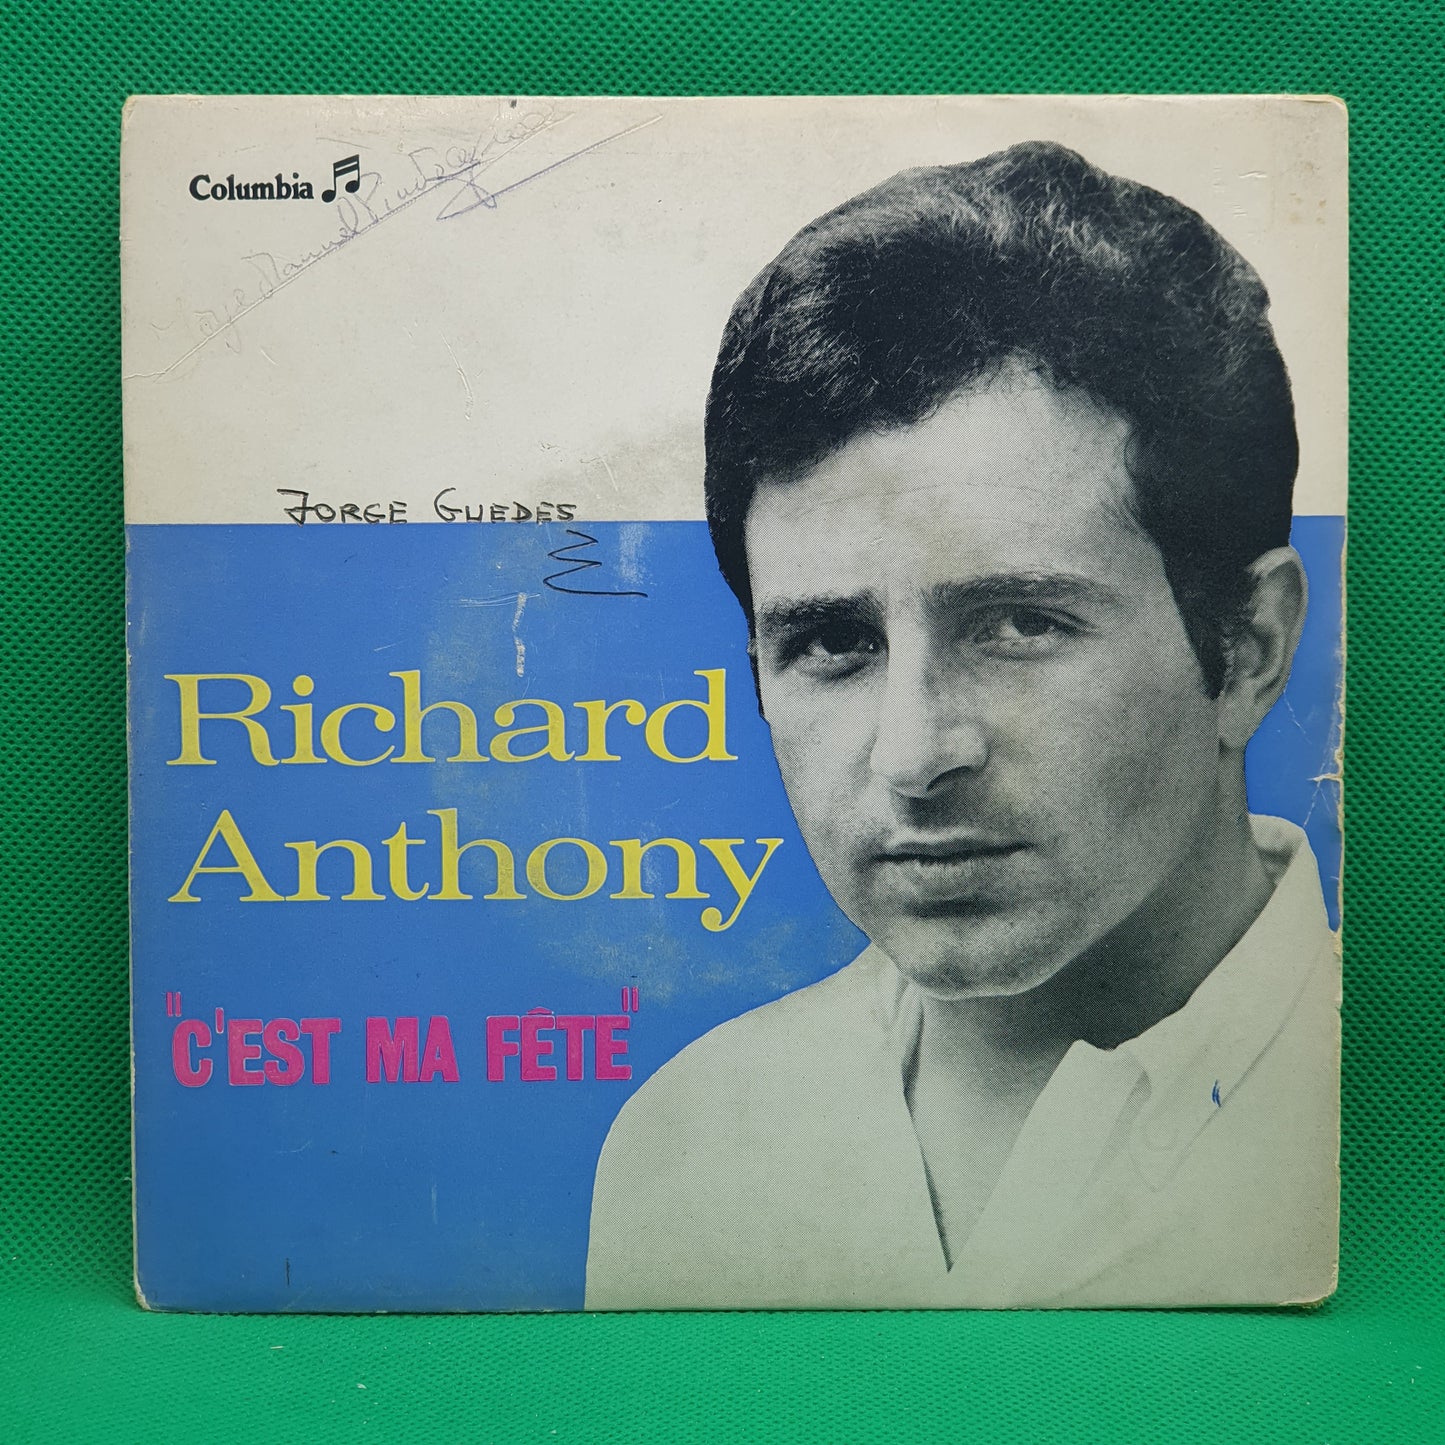 Columbia
JORGE GUEDES
Richard
Anthony
"C'EST MA FÊTE"